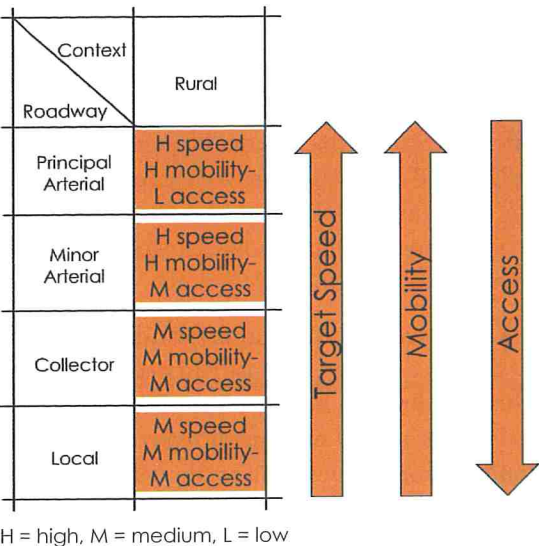 Context
Roadway
Rural
Principal
Arterial
H speed
H mobility-
L access
Minor
Arterial
H speed
H mobility-
M access
Collector
M speed
M mobility-
M access
Local
M speed
M mobility-
M access
Target Speed
Mobility
Access
H = high, M = medium, L = low